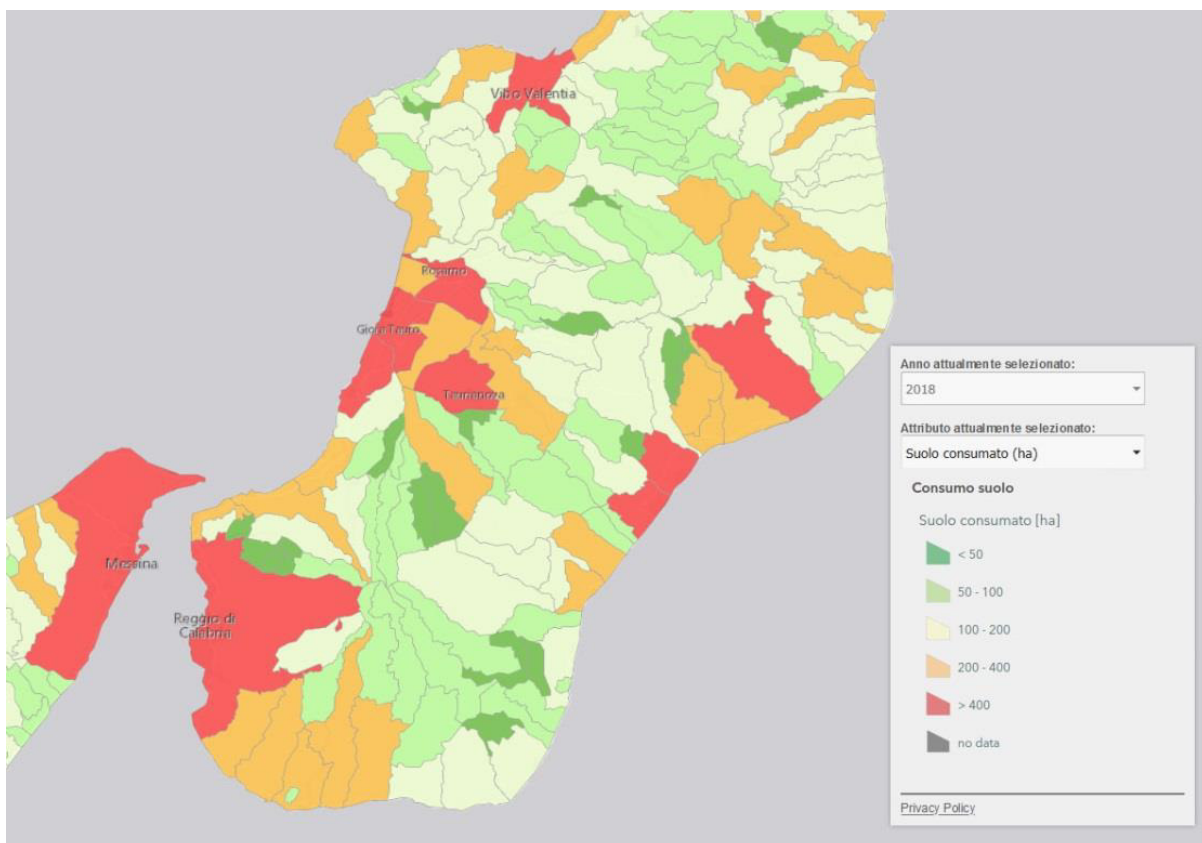 Vibo Valentia
Rosarno
Gioia Tauro
Taurianova
Messina
Reggio di
Calabria
Anno attualmente selezionato:
2018
Attributo attualmente selezionato:
Suolo consumato (ha)
Consumo suolo
Suolo consumato [ha]
< 50
50 - 100
100 - 200
200 - 400
> 400
no data
Privacy Policy